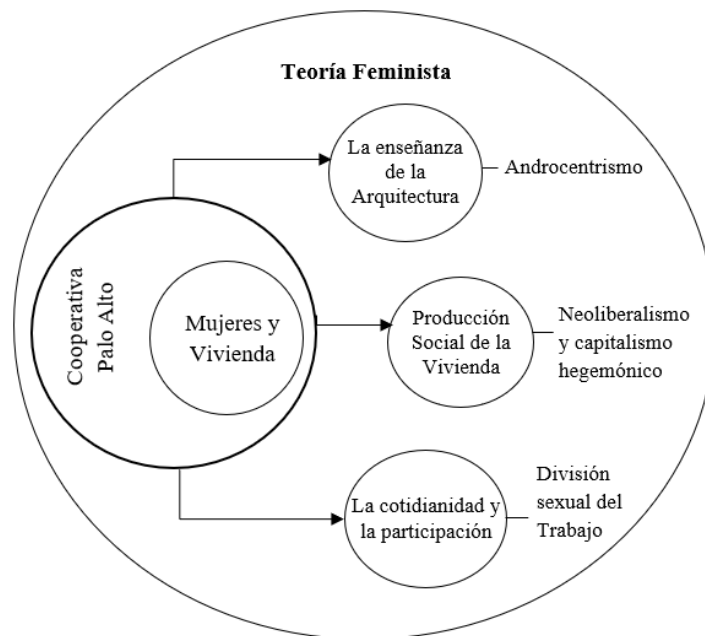 Teoría Feminista
La enseñanza
de la
Arquitectura
Androcentrismo
Cooperativa
Palo Alto
Mujeres y
Vivienda
Producción
Social de la
Vivienda
Neoliberalismo
y capitalismo
hegemónico
La cotidianidad y
la participación
División
sexual del
Trabajo